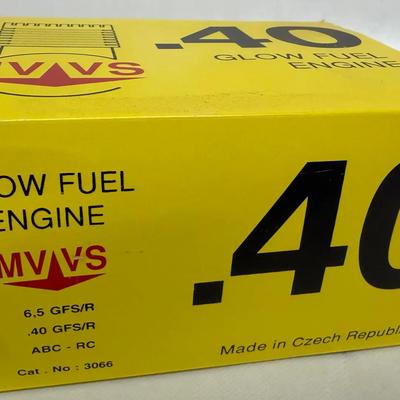 MVVS
.40
GLOW FUEL
ENGINE
OW FUEL
ENGINE
MVVS
6,5 GFS/R
.40 GFS/R
ABC - RC
Cat. No : 3066
.40
Made in Czech Republi